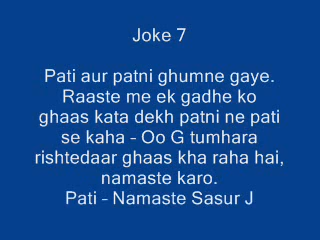 Joke 7
Pati aur patni ghumne gaye.
Raaste me ek gadhe ko
ghaas kata dekh patni ne pati
se kaha - Oo G tumhara
rishtedaar ghaas kha raha hai,
namaste karo.
Pati - Namaste Sasur J